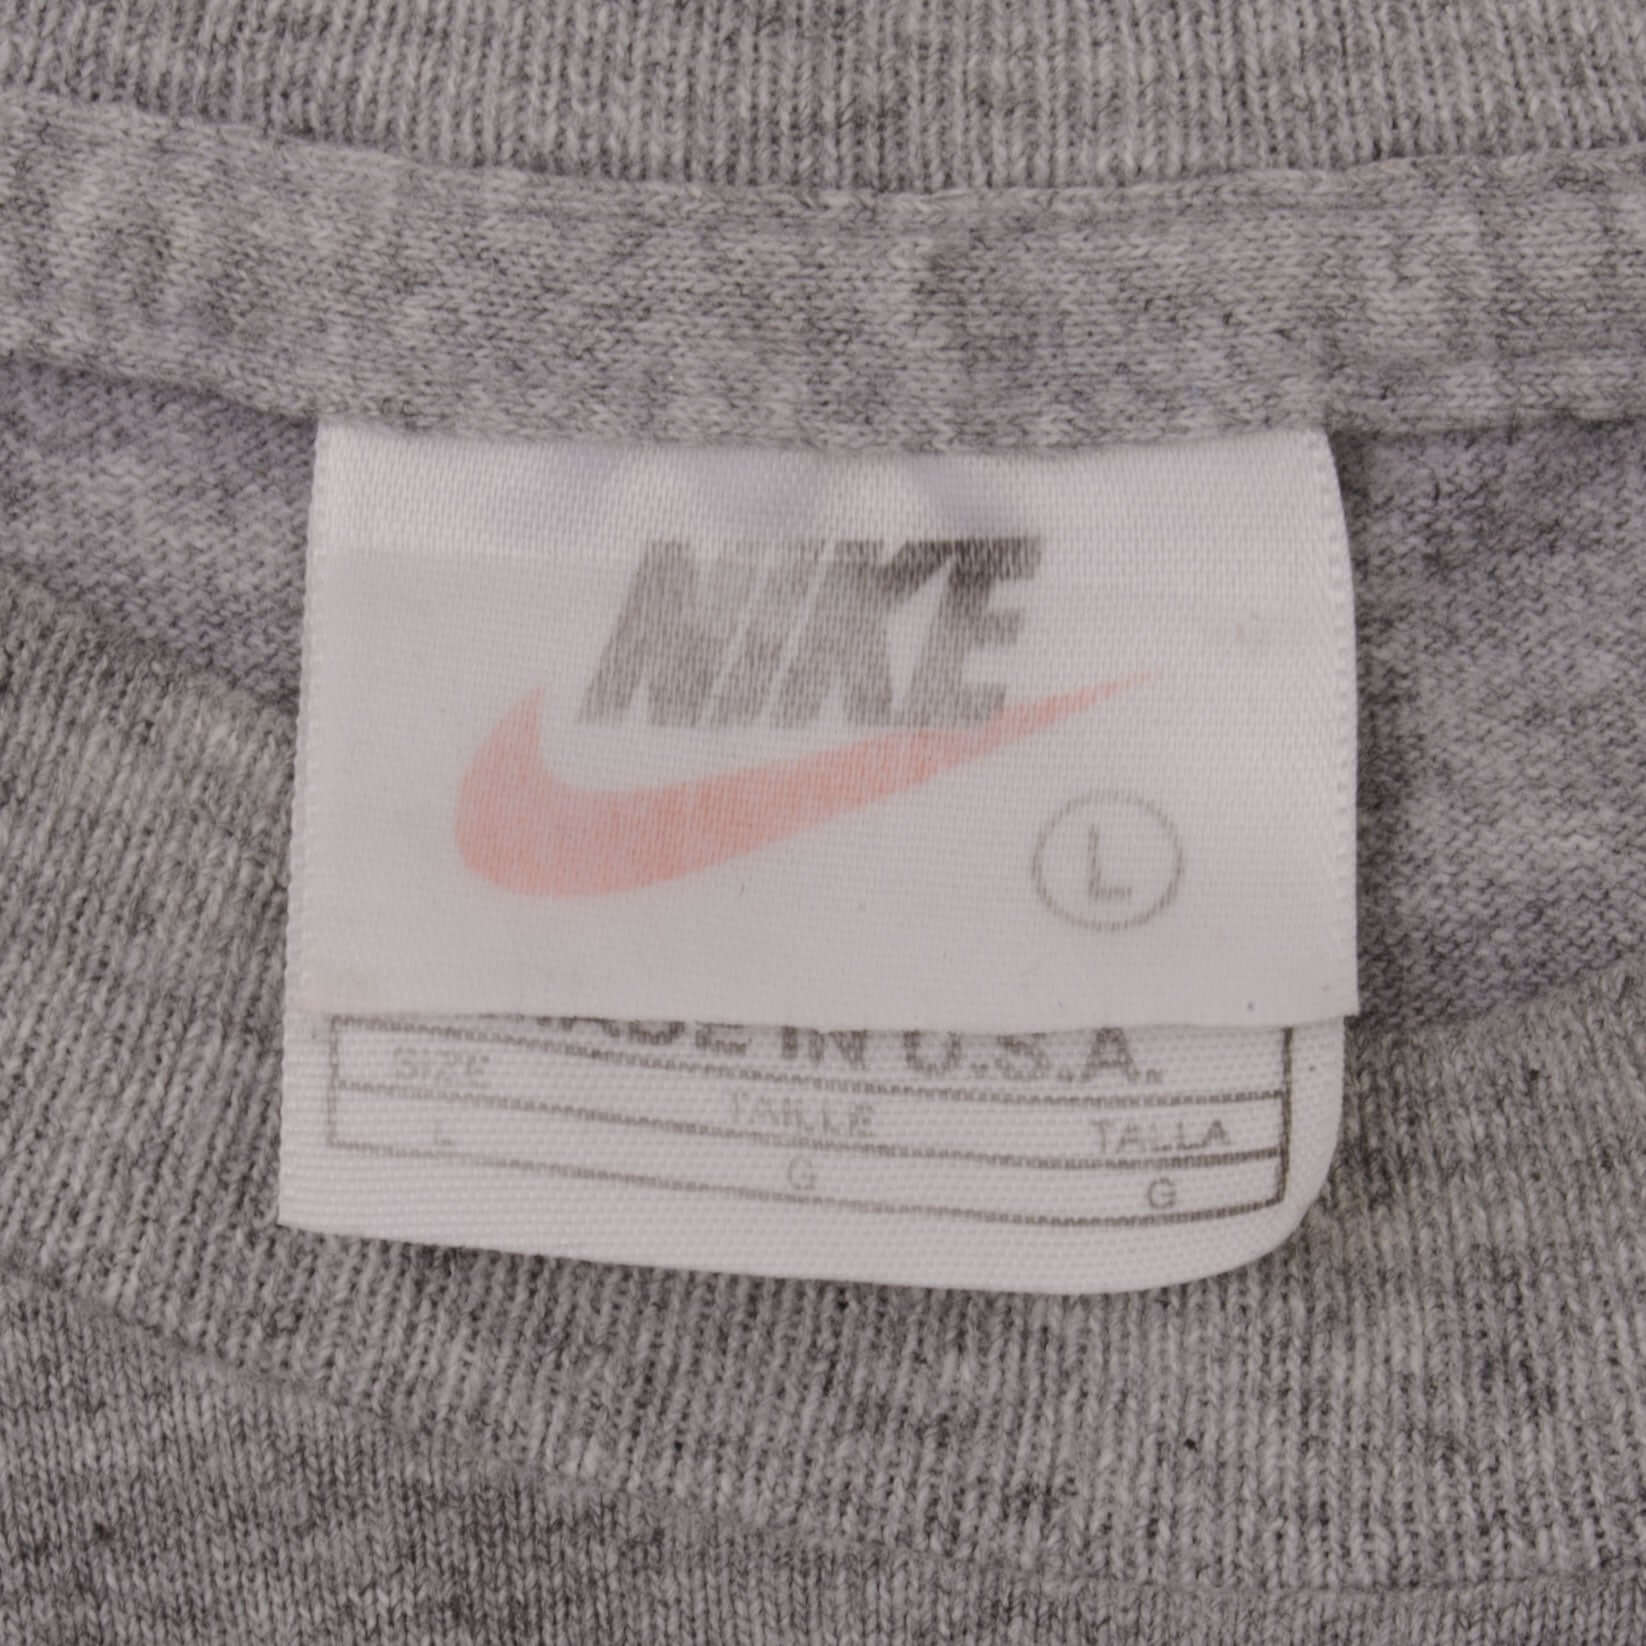 NIKE
L
MADE IN U.S.A.
SIZE TAILLE TALLA
L G G